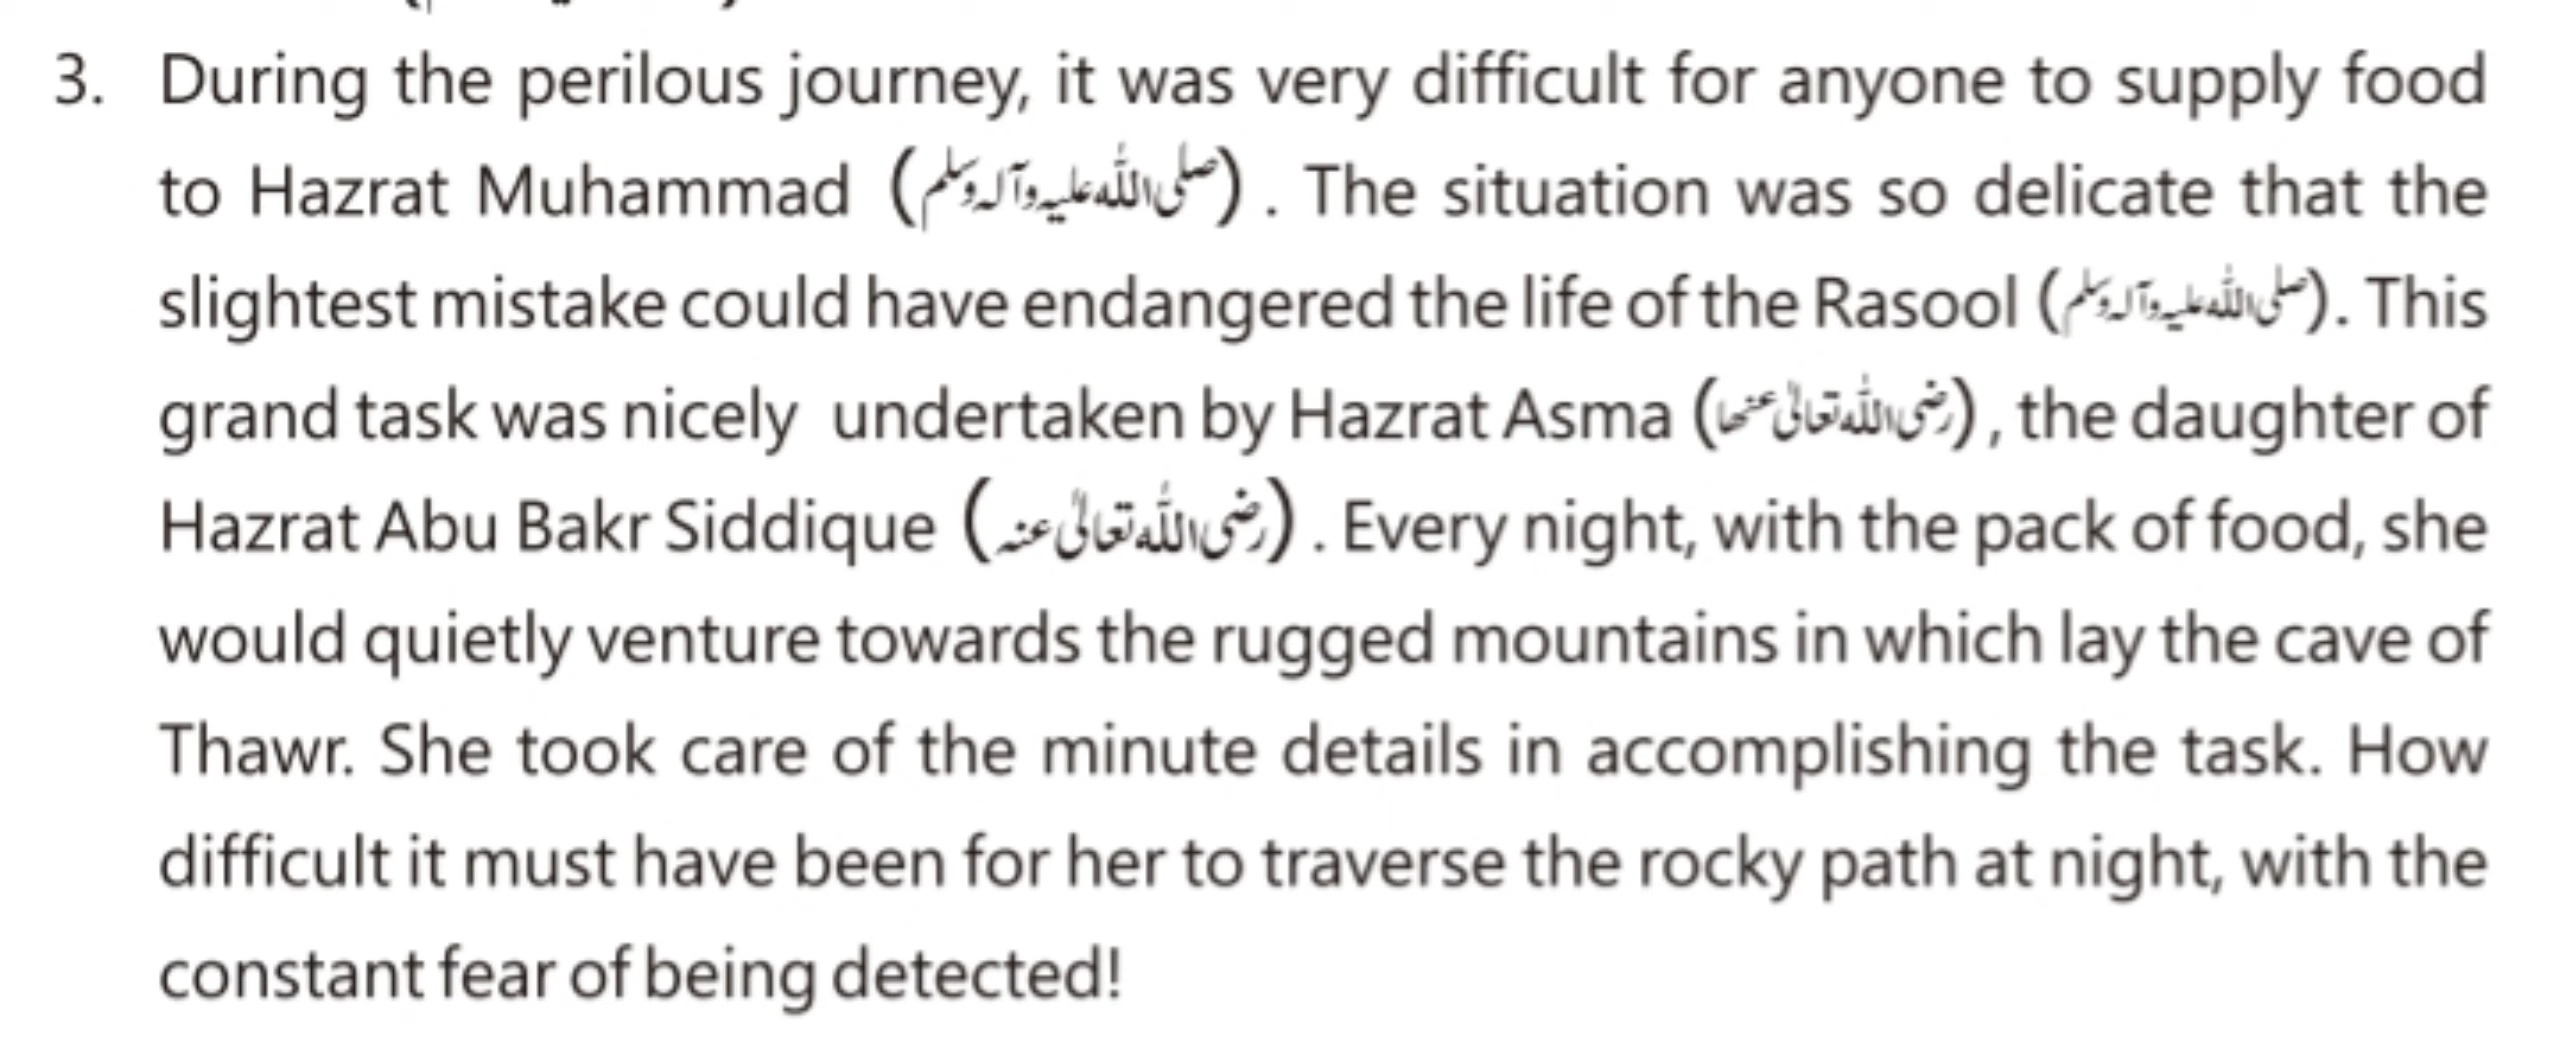 3. During the perilous journey, it was very difficult for anyone to supply food
to Hazrat Muhammad (صلی اللہ علیہ وآلہ وسلم) . The situation was so delicate that the
slightest mistake could have endangered the life of the Rasool (صلی اللہ علیہ وآلہ وسلم). This
grand task was nicely  undertaken by Hazrat Asma (رضی اللہ تعالیٰ عنھا) , the daughter of
Hazrat Abu Bakr Siddique (رضی اللہ تعالیٰ عنہ) . Every night, with the pack of food, she
would quietly venture towards the rugged mountains in which lay the cave of
Thawr. She took care of the minute details in accomplishing the task. How
difficult it must have been for her to traverse the rocky path at night, with the
constant fear of being detected!